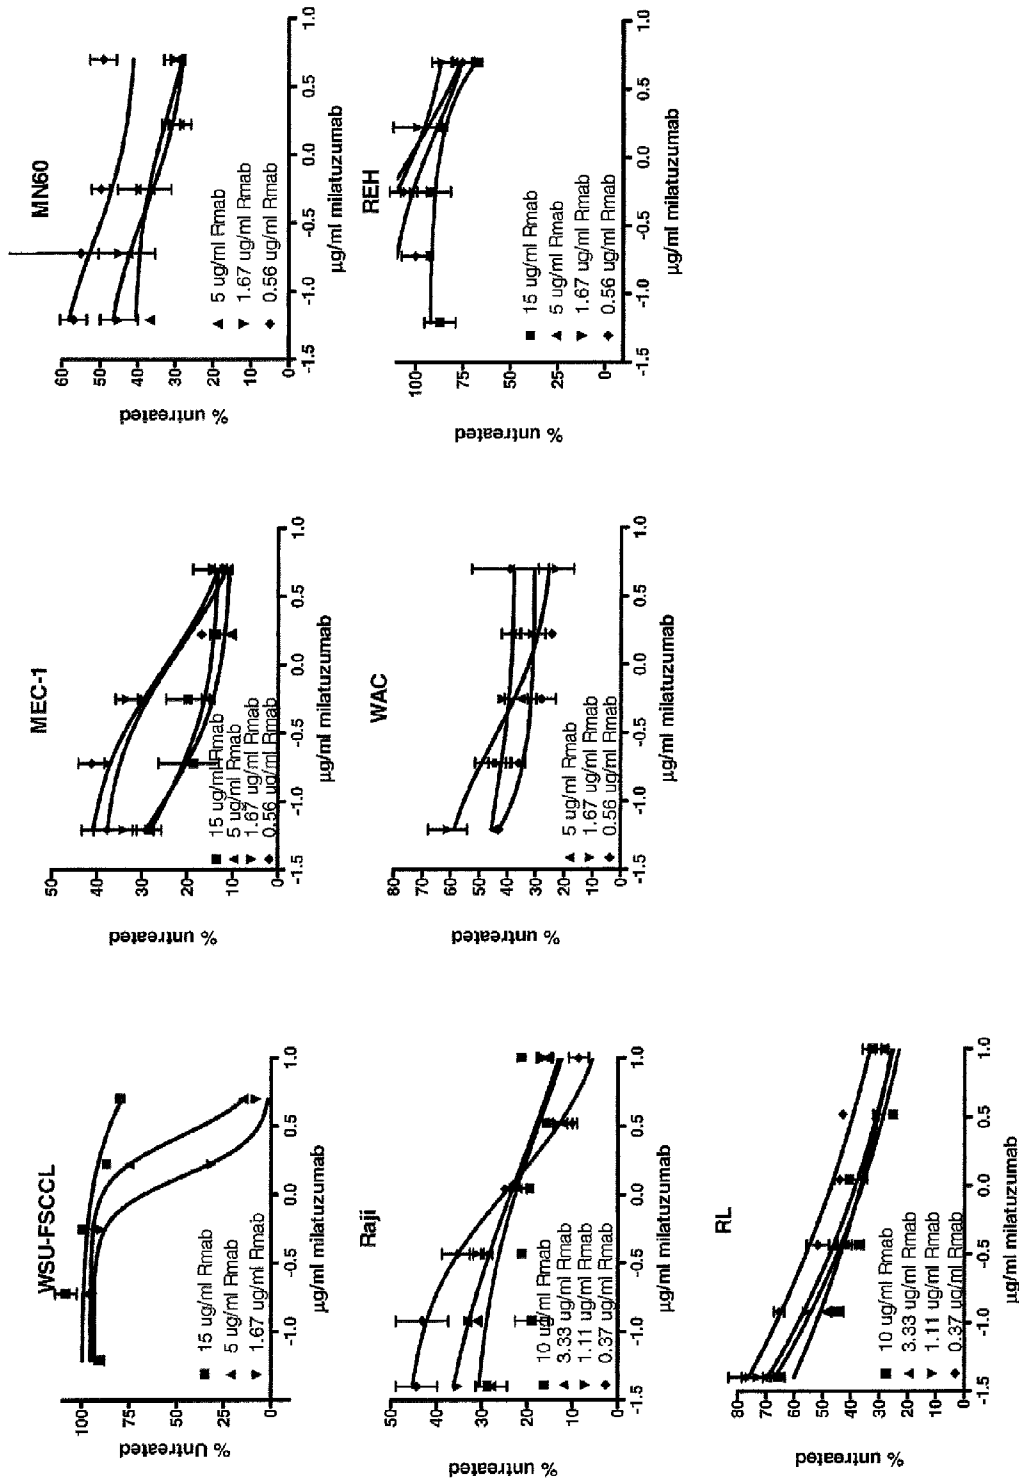 WSU-FSCCL
% Untreated
100
75
50
25
0
15 ug/ml Rmab
5 ug/ml Rmab
1.67 ug/ml Rmab
-1.5
-1.0
-0.5
0.0
0.5
1.0
µg/ml milatuzumab
MEC-1
% untreated
50
40
30
20
10
0
15 ug/ml Rmab
5 ug/ml Rmab
1.67 ug/ml Rmab
0.56 ug/ml Rmab
-1.5
-1.0
-0.5
0.0
0.5
1.0
µg/ml milatuzumab
MN60
% untreated
60
50
40
30
20
10
0
5 ug/ml Rmab
1.67 ug/ml Rmab
0.56 ug/ml Rmab
-1.5
-1.0
-0.5
0.0
0.5
1.0
µg/ml milatuzumab
Raji
% untreated
50
40
30
20
10
0
10 ug/ml Rmab
3.33 ug/ml Rmab
1.11 ug/ml Rmab
0.37 ug/ml Rmab
-1.5
-1.0
-0.5
0.0
0.5
1.0
µg/ml milatuzumab
WAC
% untreated
80
70
60
50
40
30
20
10
0
5 ug/ml Rmab
1.67 ug/ml Rmab
0.56 ug/ml Rmab
-1.5
-1.0
-0.5
0.0
0.5
1.0
µg/ml milatuzumab
REH
% untreated
100
75
50
25
0
15 ug/ml Rmab
5 ug/ml Rmab
1.67 ug/ml Rmab
0.56 ug/ml Rmab
-1.5
-1.0
-0.5
0.0
0.5
1.0
µg/ml milatuzumab
RL
% untreated
80
70
60
50
40
30
20
10
0
10 ug/ml Rmab
3.33 ug/ml Rmab
1.11 ug/ml Rmab
0.37 ug/ml Rmab
-1.5
-1.0
-0.5
0.0
0.5
1.0
µg/ml milatuzumab